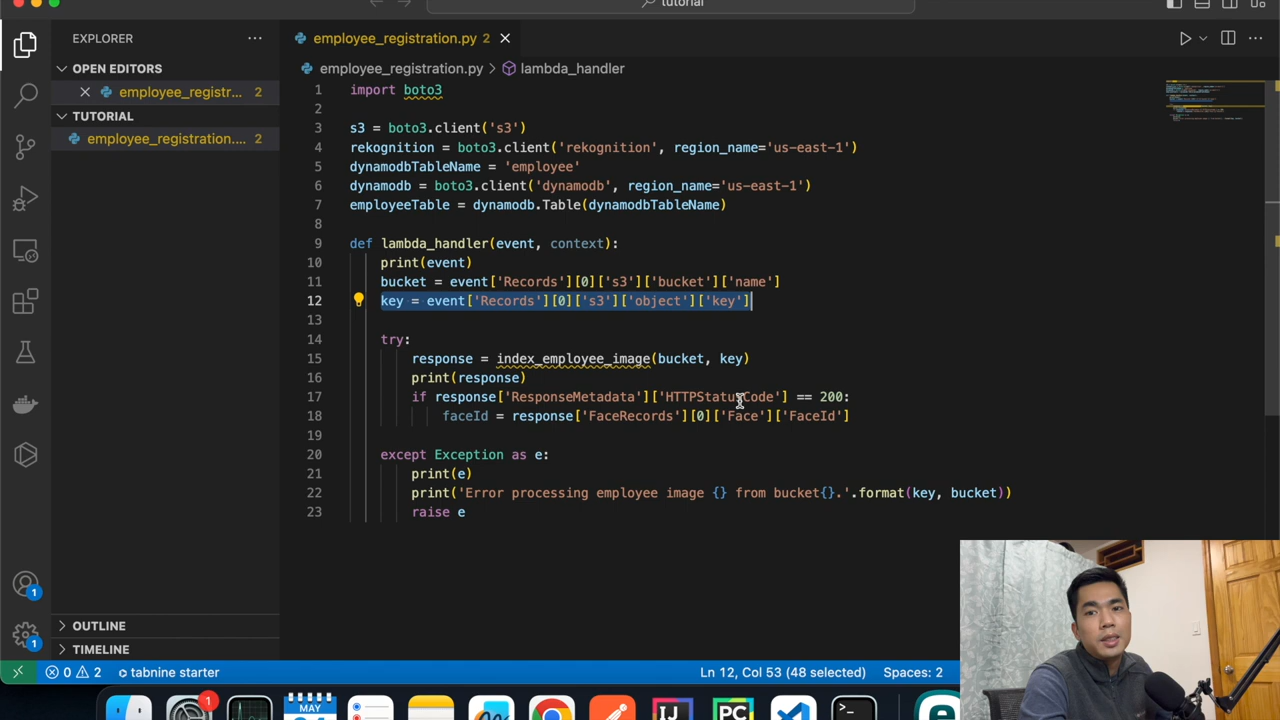 tutorial
EXPLORER
employee_registration.py 2
OPEN EDITORS
employee_registr... 2
TUTORIAL
employee_registration.... 2
employee_registration.py > lambda_handler
1 import boto3
2
3 s3 = boto3.client('s3')
4 rekognition = boto3.client('rekognition', region_name='us-east-1')
5 dynamodbTableName = 'employee'
6 dynamodb = boto3.client('dynamodb', region_name='us-east-1')
7 employeeTable = dynamodb.Table(dynamodbTableName)
8
9 def lambda_handler(event, context):
10 print(event)
11 bucket = event['Records'][0]['s3']['bucket']['name']
12 key = event['Records'][0]['s3']['object']['key']
13
14 try:
15 response = index_employee_image(bucket, key)
16 print(response)
17 if response['ResponseMetadata']['HTTPStatusCode'] == 200:
18 faceId = response['FaceRecords'][0]['Face']['FaceId']
19
20 except Exception as e:
21 print(e)
22 print('Error processing employee image {} from bucket{}.'.format(key, bucket))
23 raise e
1
1
OUTLINE
TIMELINE
0 2 tabnine starter
Ln 12, Col 53 (48 selected)
Spaces: 2
1
MAY
IJ
PC